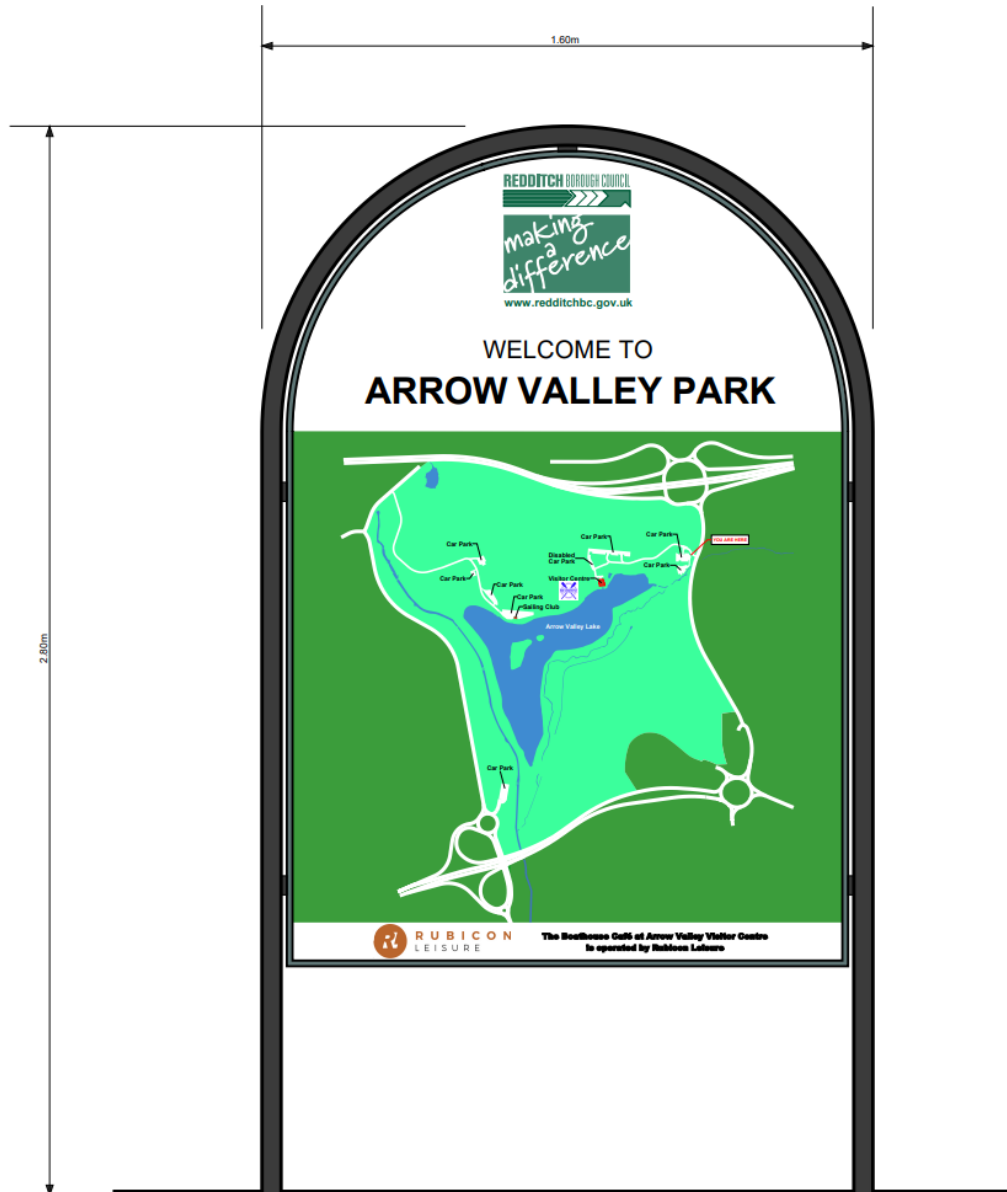 1.60m
2.80m
REDDITCH BOROUGH COUNCIL
making
a
difference
www.redditchbc.gov.uk
WELCOME TO
ARROW VALLEY PARK
Car Park
Car Park
YOU ARE HERE
Car Park
Disabled
Car Park
Car Park
Visitor Centre
Car Park
Car Park
Car Park
Sailing Club
Arrow Valley Lake
Car Park
RUBICON
LEISURE
The Boathouse Café at Arrow Valley Visitor Centre
is operated by Rubicon Leisure